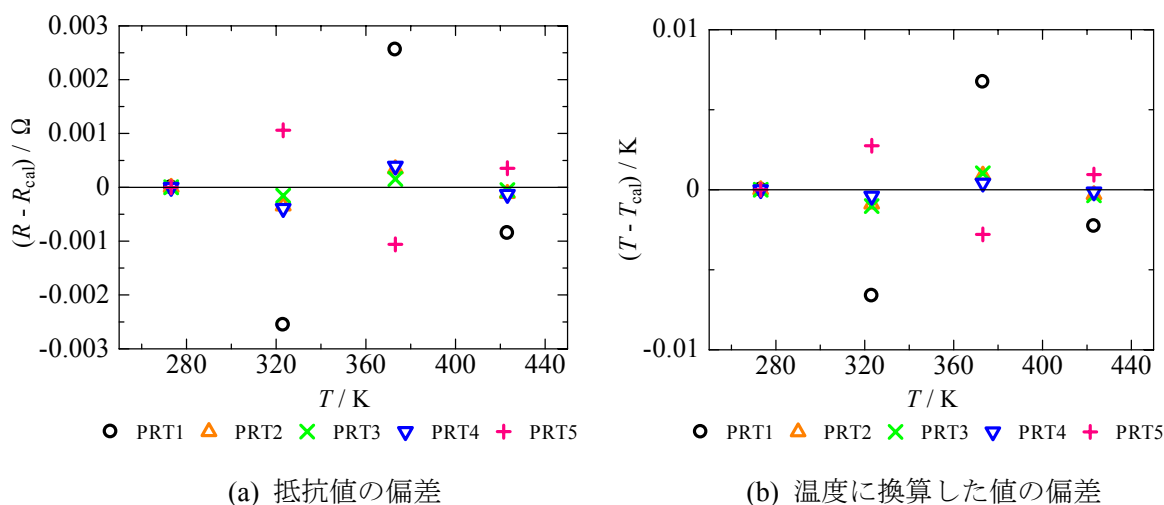 0.003
0.002
0.001
0
-0.001
-0.002
-0.003
(R - Rcal) / Ω
280 320 360 400 440
T / K
PRT1 PRT2 PRT3 PRT4 PRT5
(a) 抵抗値の偏差
0.01
0
-0.01
(T - Tcal) / K
280 320 360 400 440
T / K
PRT1 PRT2 PRT3 PRT4 PRT5
(b) 温度に換算した値の偏差